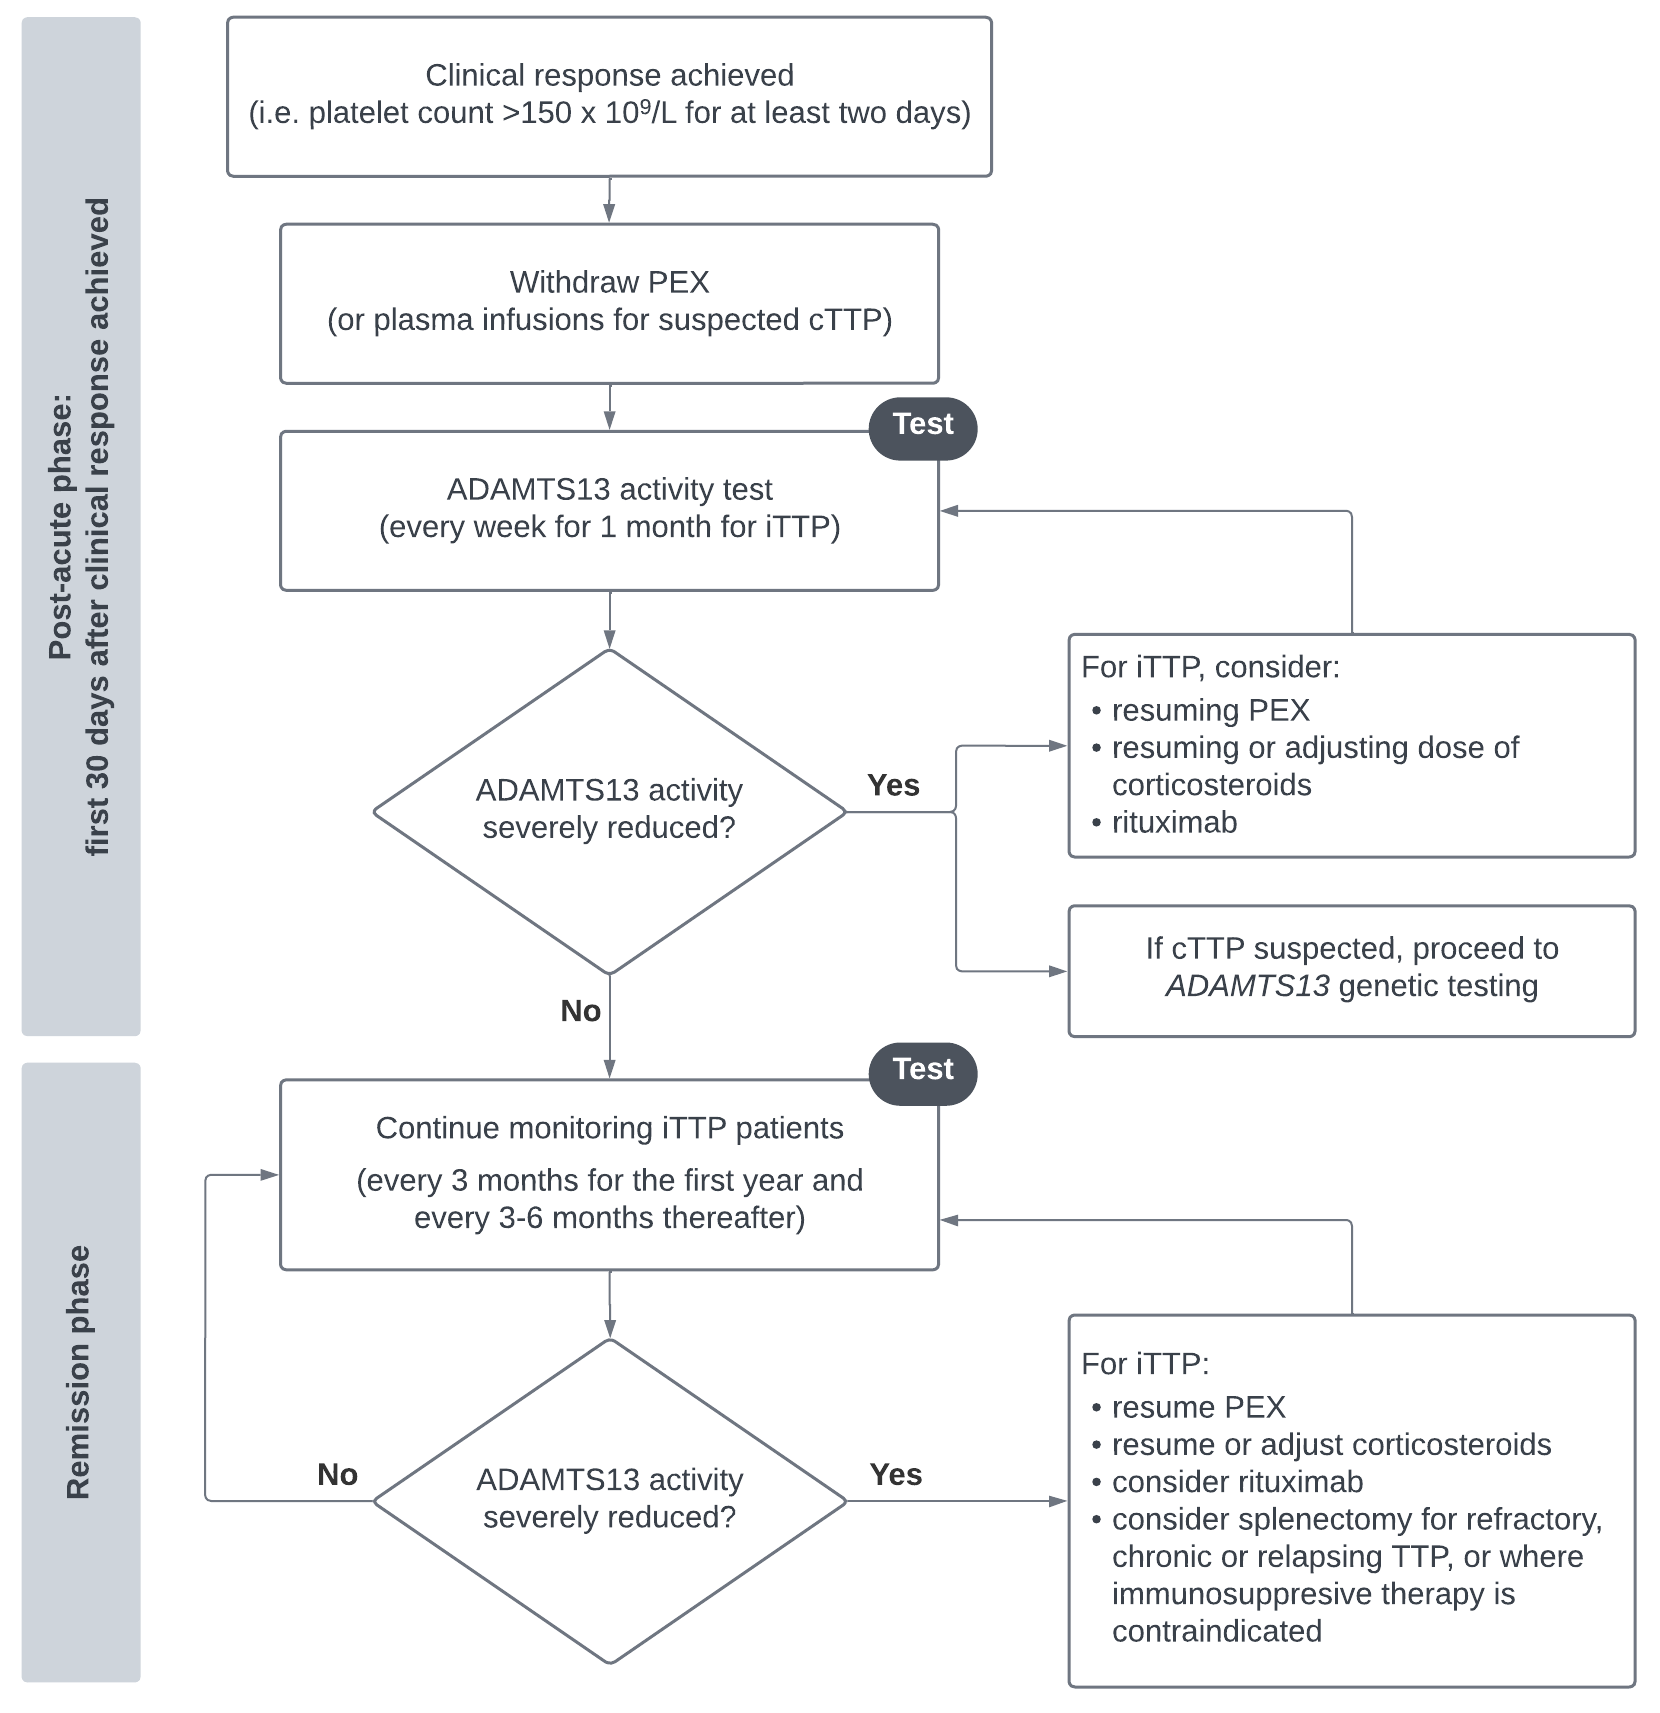 Post-acute phase:
first 30 days after clinical response achieved
Clinical response achieved
(i.e. platelet count >150 x 10⁹/L for at least two days)
Withdraw PEX
(or plasma infusions for suspected cTTP)
Test
ADAMTS13 activity test
(every week for 1 month for iTTP)
ADAMTS13 activity
severely reduced?
Yes
For iTTP, consider:
• resuming PEX
• resuming or adjusting dose of
corticosteroids
• rituximab
If cTTP suspected, proceed to
ADAMTS13 genetic testing
No
Remission phase
Test
Continue monitoring iTTP patients
(every 3 months for the first year and
every 3-6 months thereafter)
ADAMTS13 activity
severely reduced?
No
Yes
For iTTP:
• resume PEX
• resume or adjust corticosteroids
• consider rituximab
• consider splenectomy for refractory,
chronic or relapsing TTP, or where
immunosuppresive therapy is
contraindicated